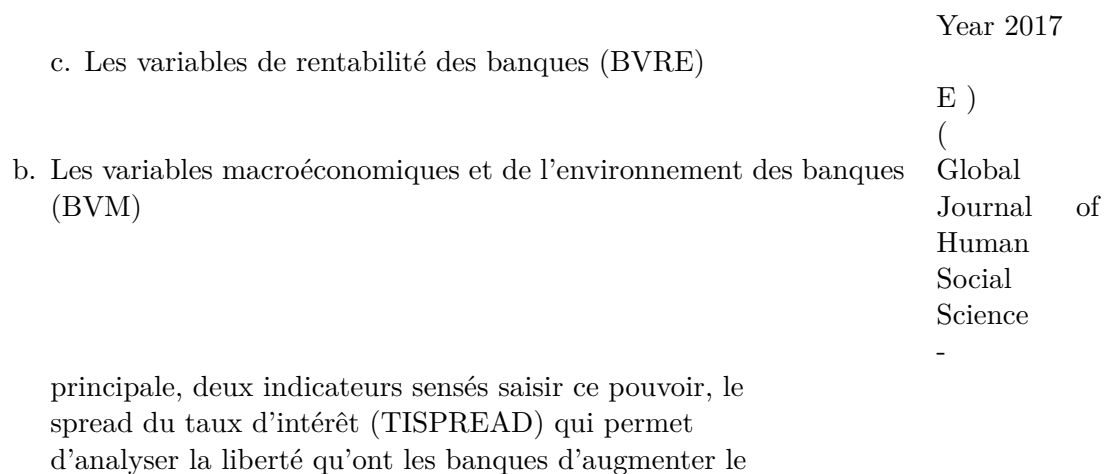 Year 2017
c. Les variables de rentabilité des banques (BVRE)
E )
(
b. Les variables macroéconomiques et de l'environnement des banques
(BVM)
Global
Journal of
Human
Social
Science
-
principale, deux indicateurs sensés saisir ce pouvoir, le
spread du taux d'intérêt (TISPREAD) qui permet
d'analyser la liberté qu'ont les banques d'augmenter le